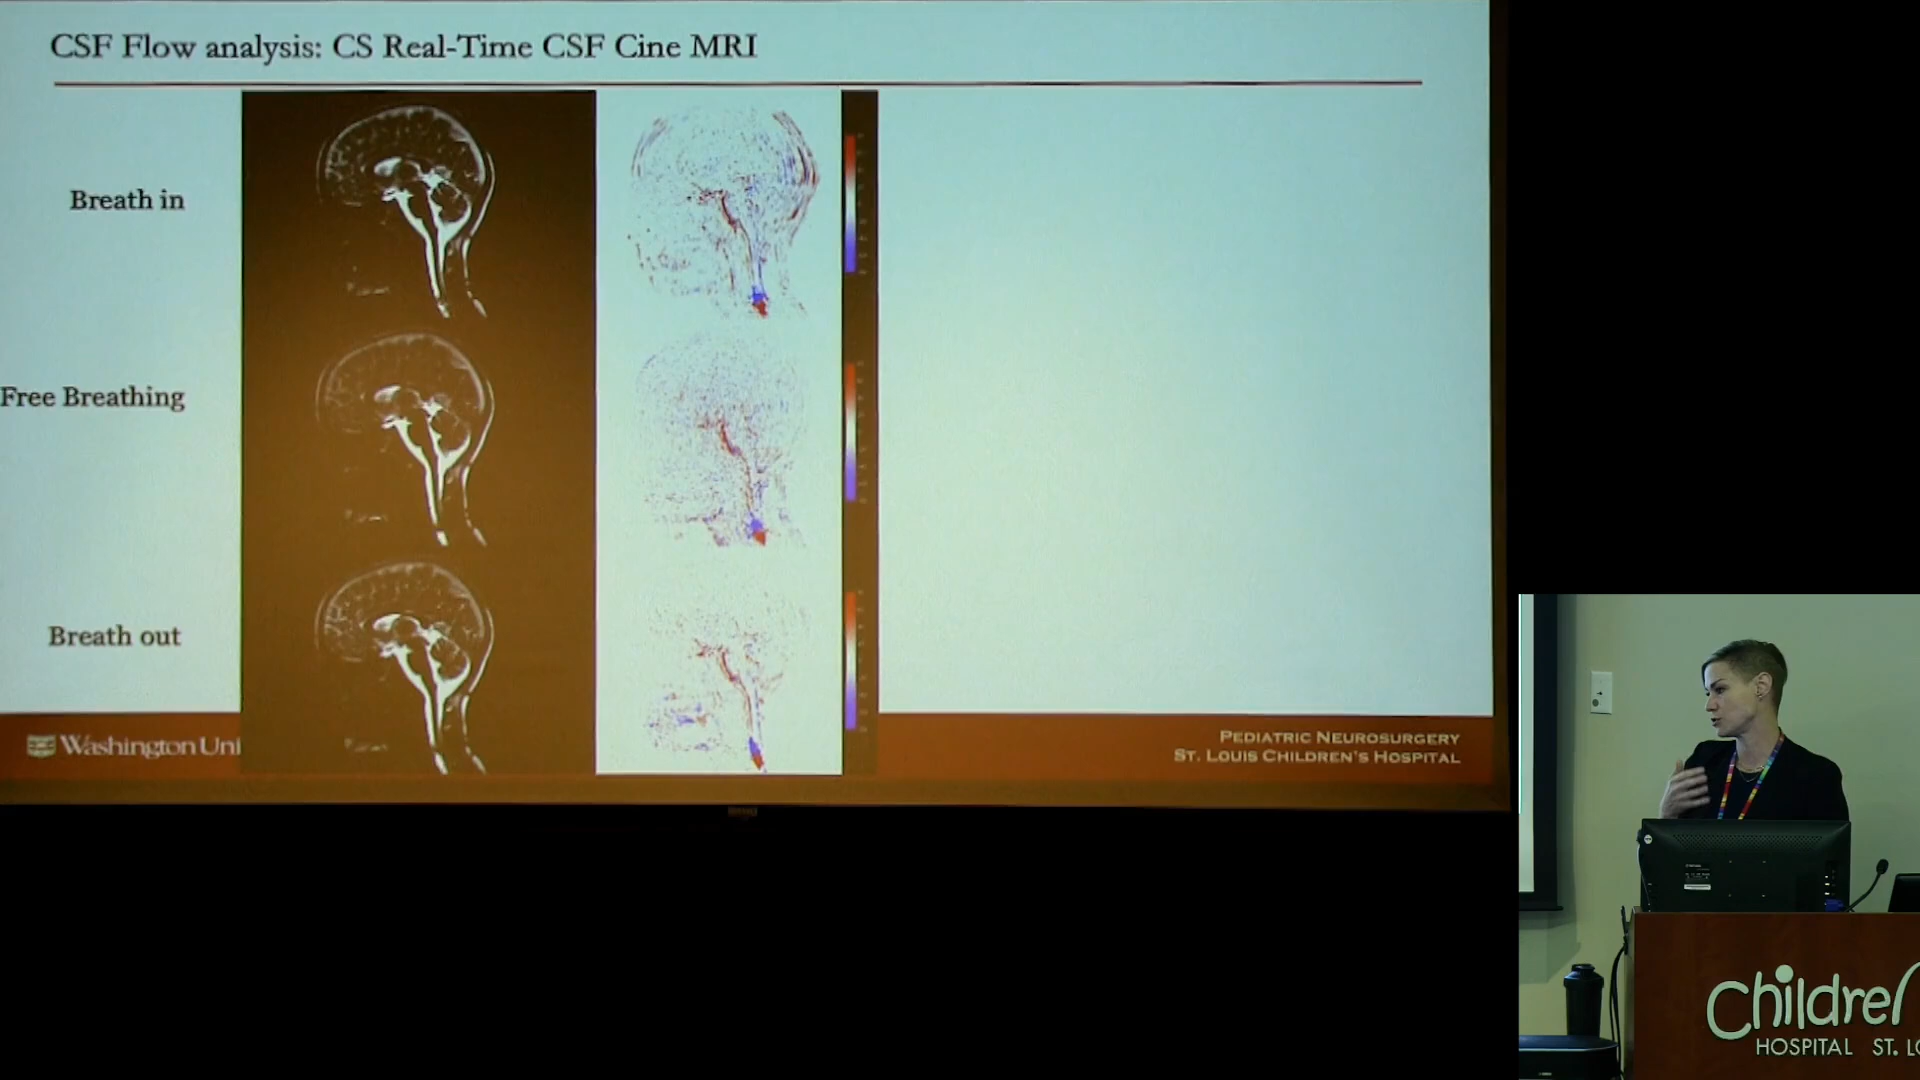 CSF Flow analysis: CS Real-Time CSF Cine MRI
Breath in
Free Breathing
Breath out
Washington Uni
PEDIATRIC NEUROSURGERY
ST. LOUIS CHILDREN'S HOSPITAL
Children
HOSPITAL ST. LO